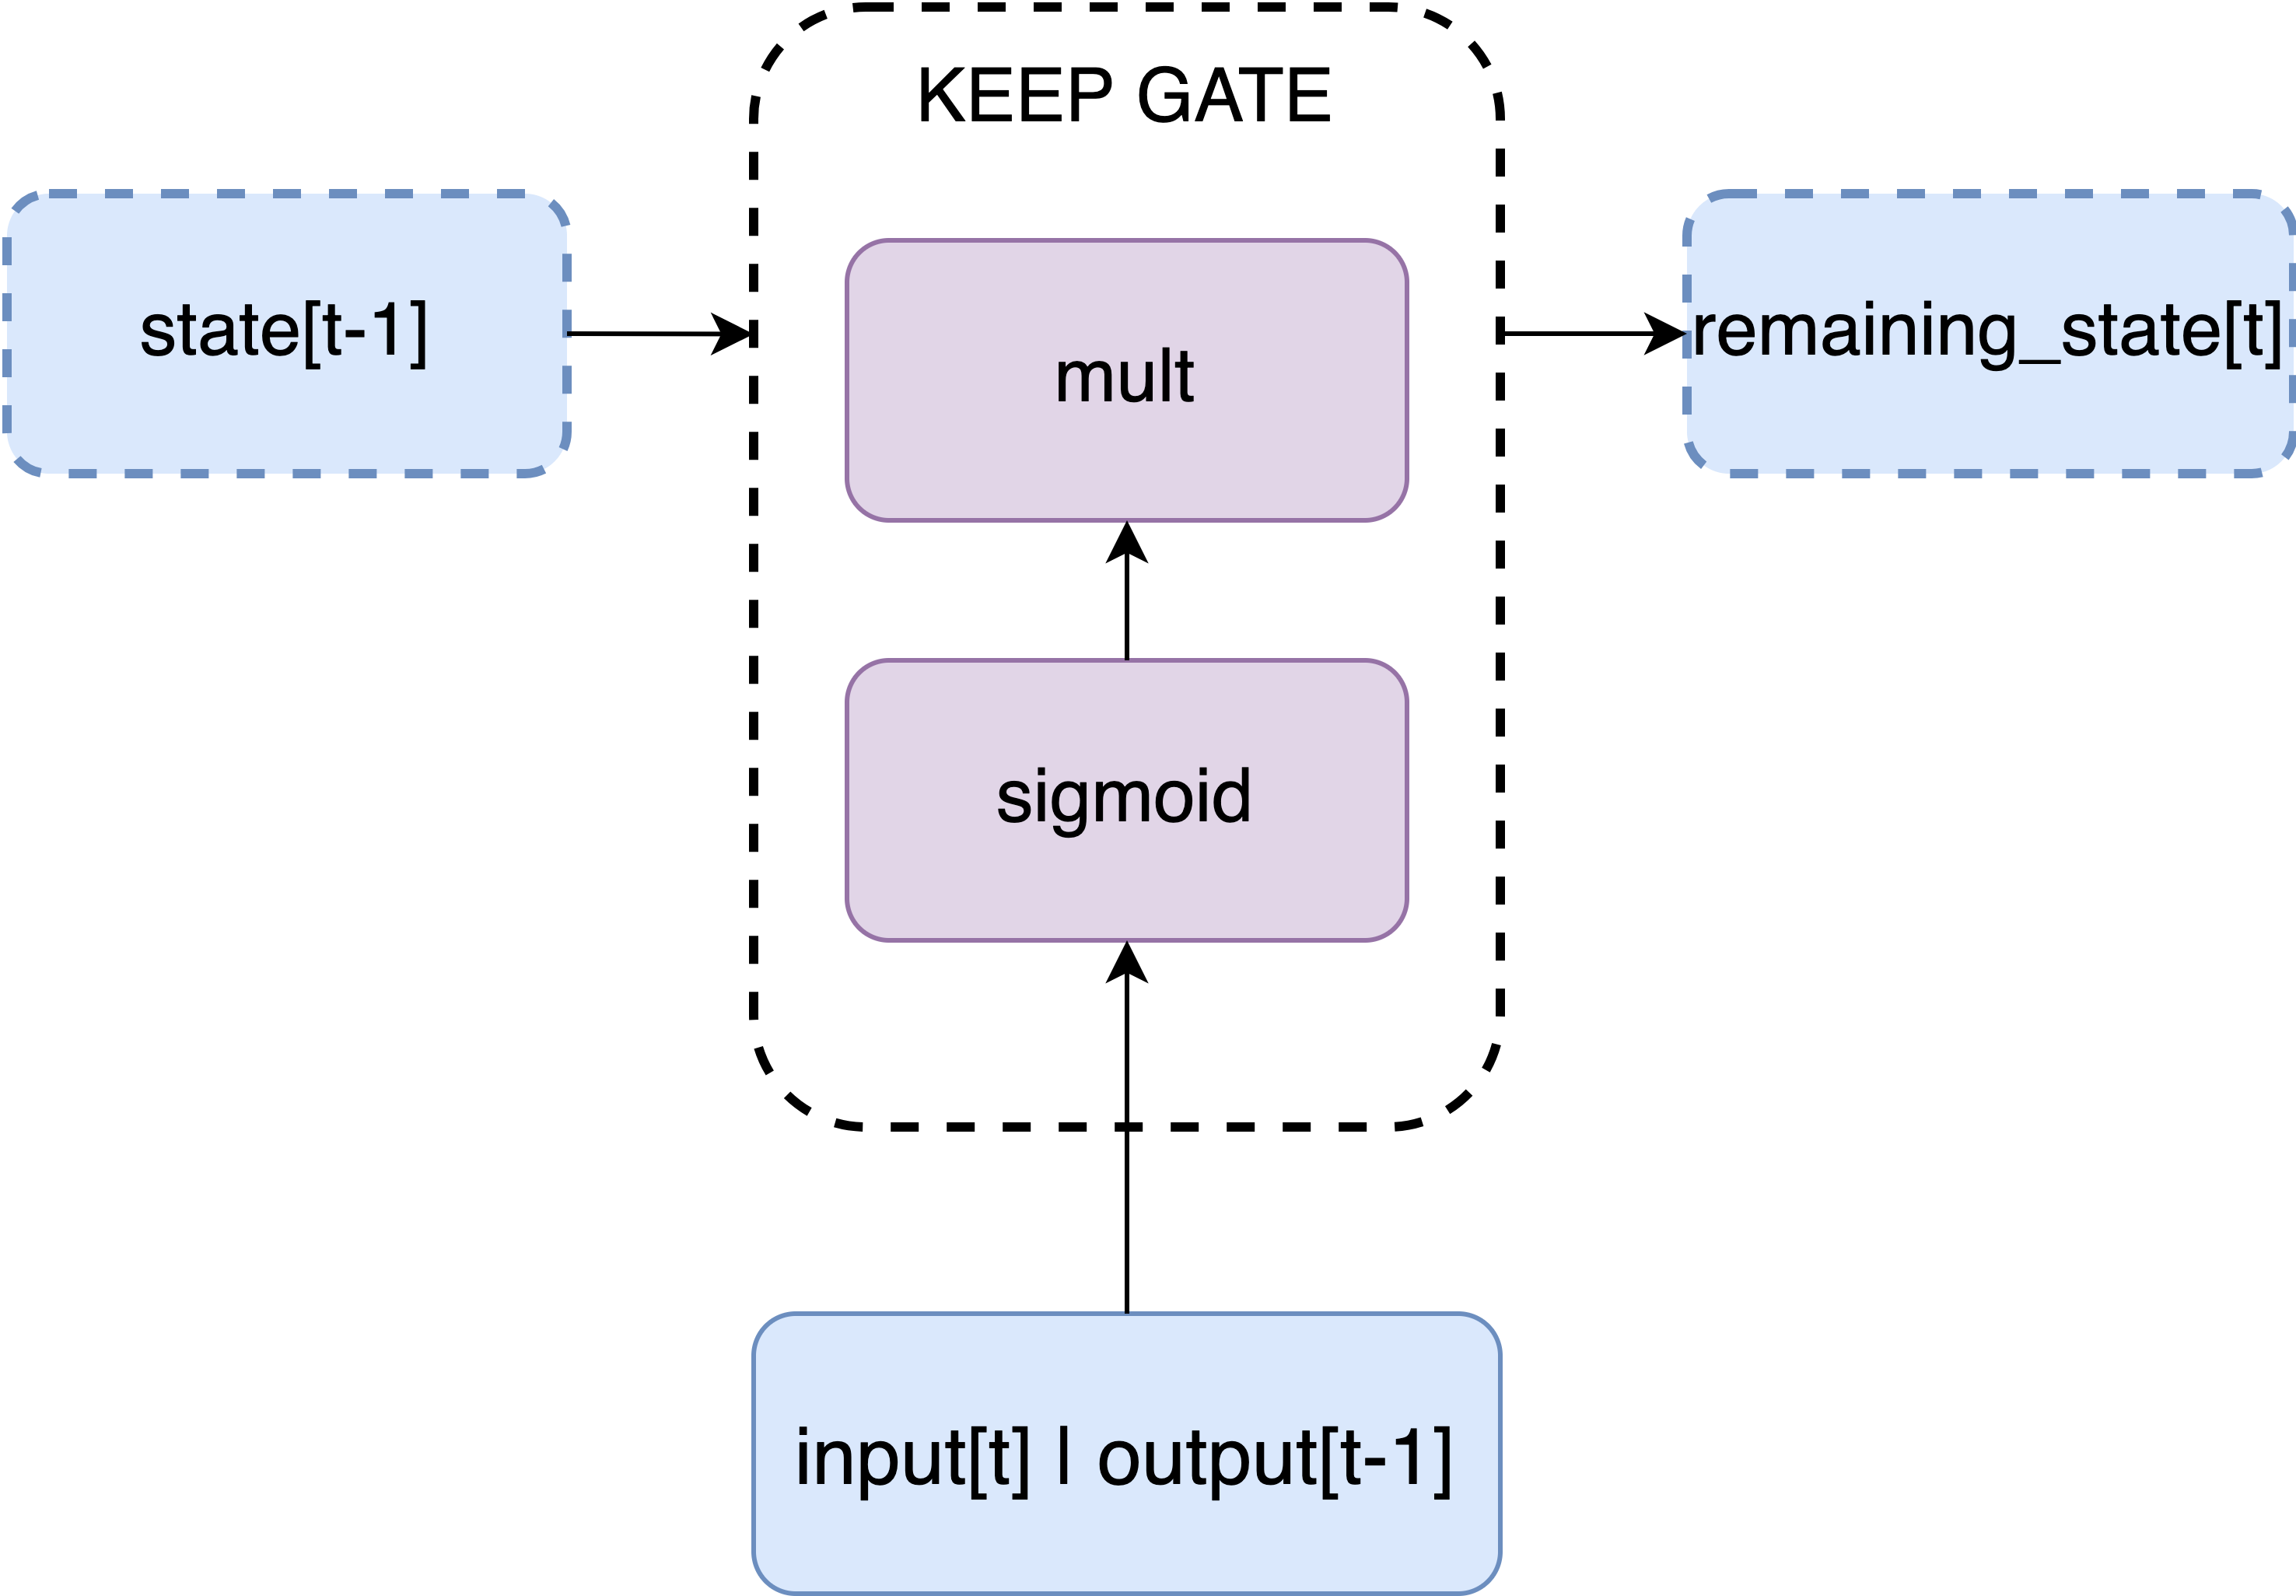 KEEP GATE
state[t-1]
mult
remaining_state[t]
sigmoid
input[t] | output[t-1]